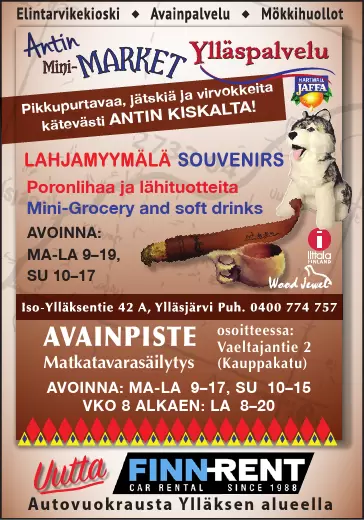 Elintarvikekioski ◆ Avainpalvelu ◆ Mökkihuollot
Antin
Mini-MARKET Ylläspalvelu
HARTWALL
JAFFA
Pikkupurtavaa, jätskiä ja virvokkeita
kätevästi ANTIN KISKALTA!
LAHJAMYYMÄLÄ SOUVENIRS
Poronlihaa ja lähituotteita
Mini-Grocery and soft drinks
AVOINNA:
MA-LA 9–19,
SU 10–17
i
iittala
FINLAND
Wood Jewel
Iso-Ylläksentie 42 A, Ylläsjärvi Puh. 0400 774 757
AVAINPISTE
Matkatavarasäilytys
osoitteessa:
Vaeltajantie 2
(Kauppakatu)
AVOINNA: MA-LA 9–17, SU 10–15
VKO 8 ALKAEN: LA 8–20
Uutta
FINN-RENT
CAR RENTAL SINCE 1988
Autovuokrausta Ylläksen alueella